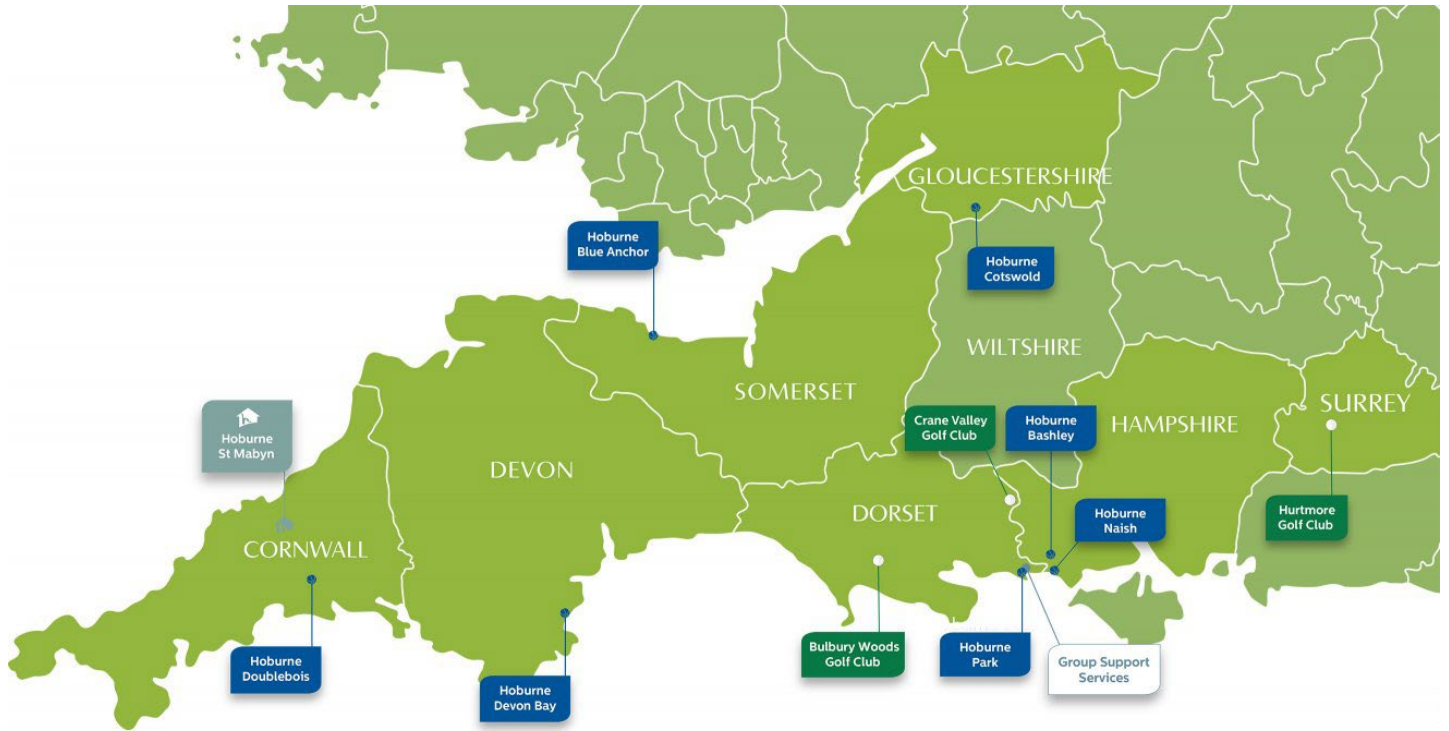 GLOUCESTERSHIRE
Hoburne
Blue Anchor
Hoburne
Cotswold
WILTSHIRE
SOMERSET
SURREY
Hoburne
St Mabyn
Crane Valley
Golf Club
Hoburne
Bashley
HAMPSHIRE
DEVON
DORSET
Hoburne
Naish
Hurtmore
Golf Club
CORNWALL
Hoburne
Doublebois
Hoburne
Devon Bay
Bulbury Woods
Golf Club
Hoburne
Park
Group Support
Services